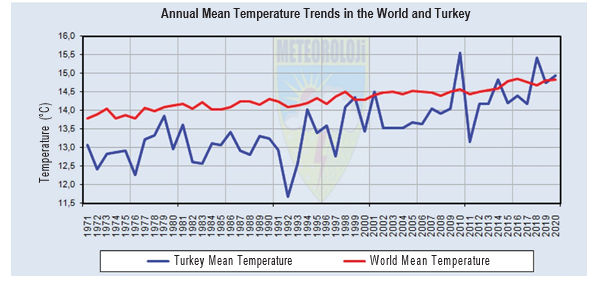 Annual Mean Temperature Trends in the World and Turkey
METEOROLOJİ
Temperature (°C)
16,0
15,5
15,0
14,5
14,0
13,5
13,0
12,5
12,0
11,5
1971 1972 1973 1974 1975 1976 1977 1978 1979 1980 1981 1982 1983 1984 1985 1986 1987 1988 1989 1990 1991 1992 1993 1994 1995 1996 1997 1998 1999 2000 2001 2002 2003 2004 2005 2006 2007 2008 2009 2010 2011 2012 2013 2014 2015 2016 2017 2018 2019 2020
Turkey Mean Temperature
World Mean Temperature